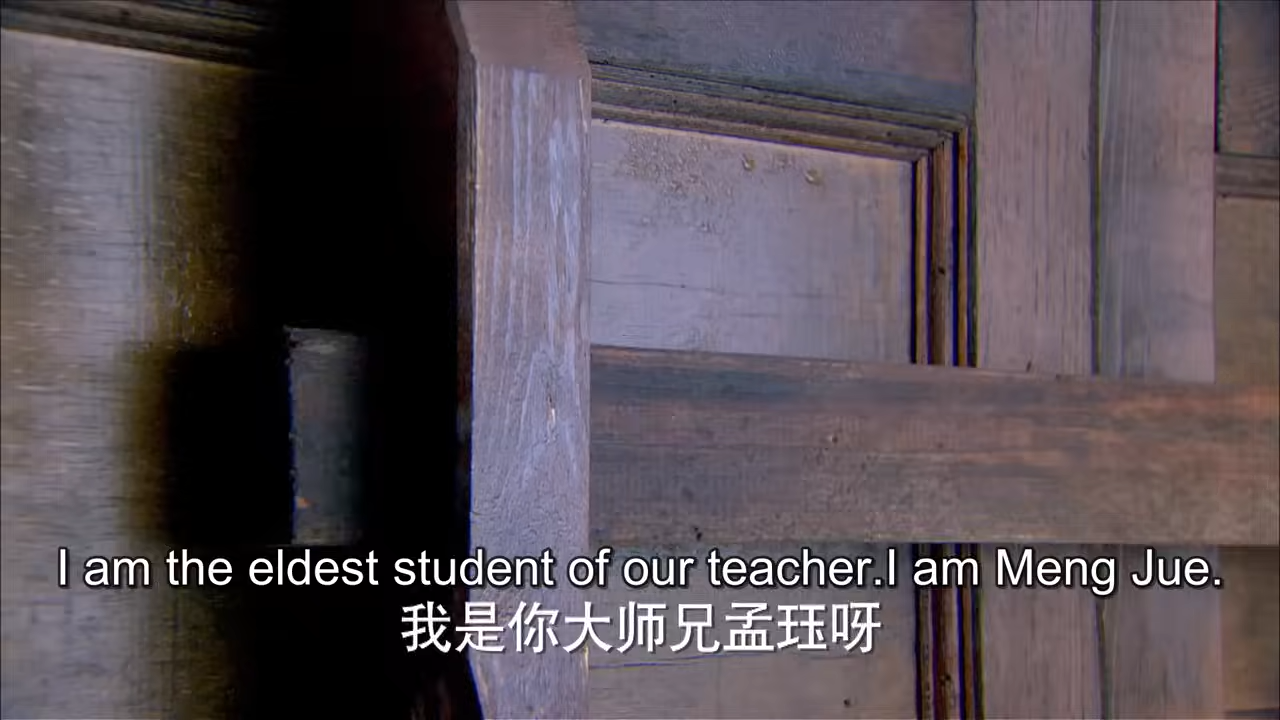 I am the eldest student of our teacher.I am Meng Jue.
我是你大师兄孟珏呀